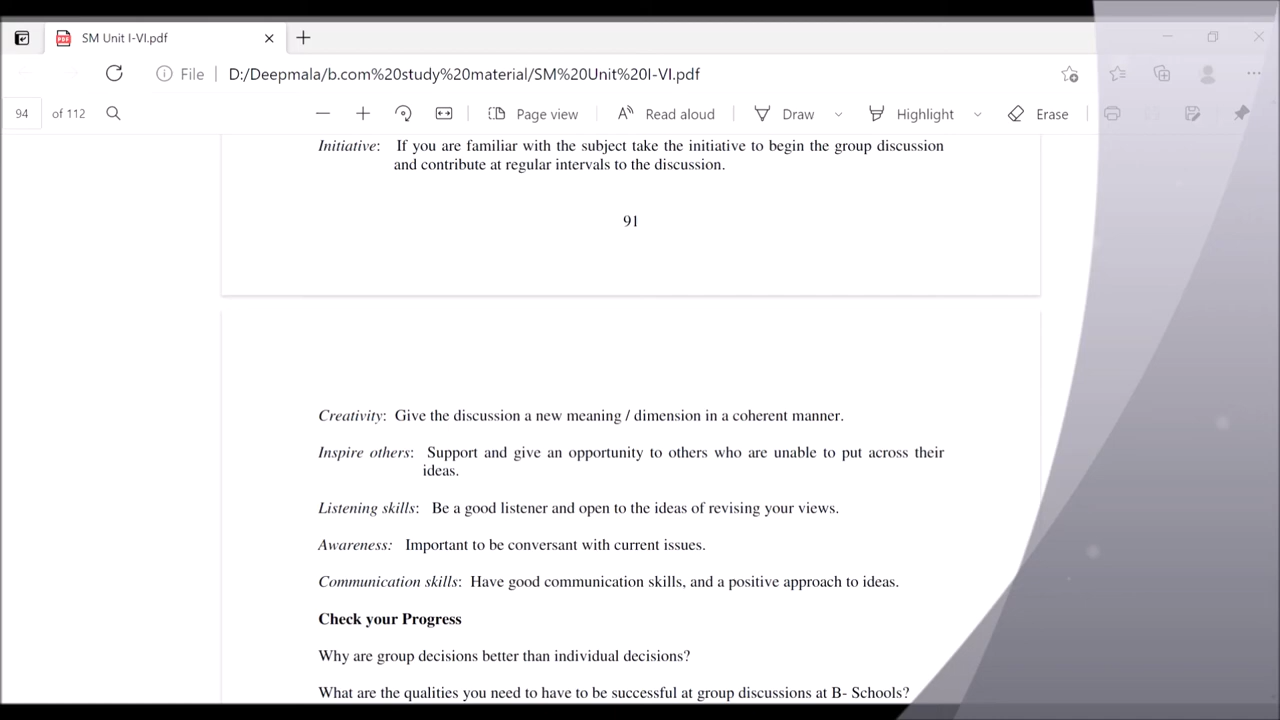 SM Unit I-VI.pdf
File D:/Deepmala/b.com%20study%20material/SM%20Unit%20I-VI.pdf
94 of 112 Page view Read aloud Draw Highlight Erase
Initiative: If you are familiar with the subject take the initiative to begin the group discussion
and contribute at regular intervals to the discussion.
91
Creativity: Give the discussion a new meaning / dimension in a coherent manner.
Inspire others: Support and give an opportunity to others who are unable to put across their
ideas.
Listening skills: Be a good listener and open to the ideas of revising your views.
Awareness: Important to be conversant with current issues.
Communication skills: Have good communication skills, and a positive approach to ideas.
Check your Progress
Why are group decisions better than individual decisions?
What are the qualities you need to have to be successful at group discussions at B- Schools?